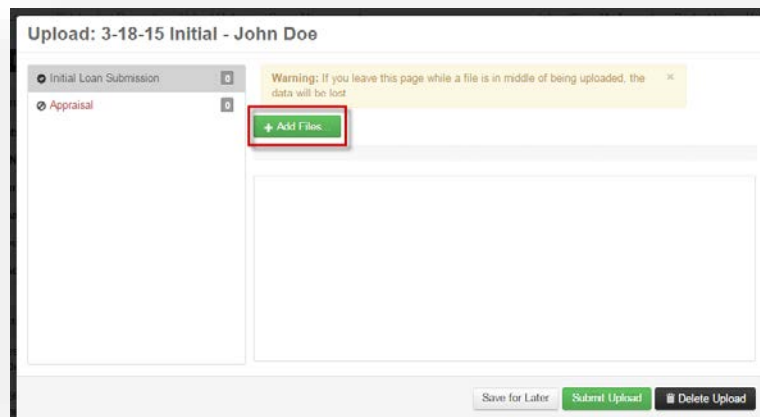 Upload: 3-18-15 Initial - John Doe
Initial Loan Submission 0
Appraisal 0
Warning: If you leave this page while a file is in middle of being uploaded, the ×
data will be lost
+ Add Files...
Save for Later Submit Upload Delete Upload